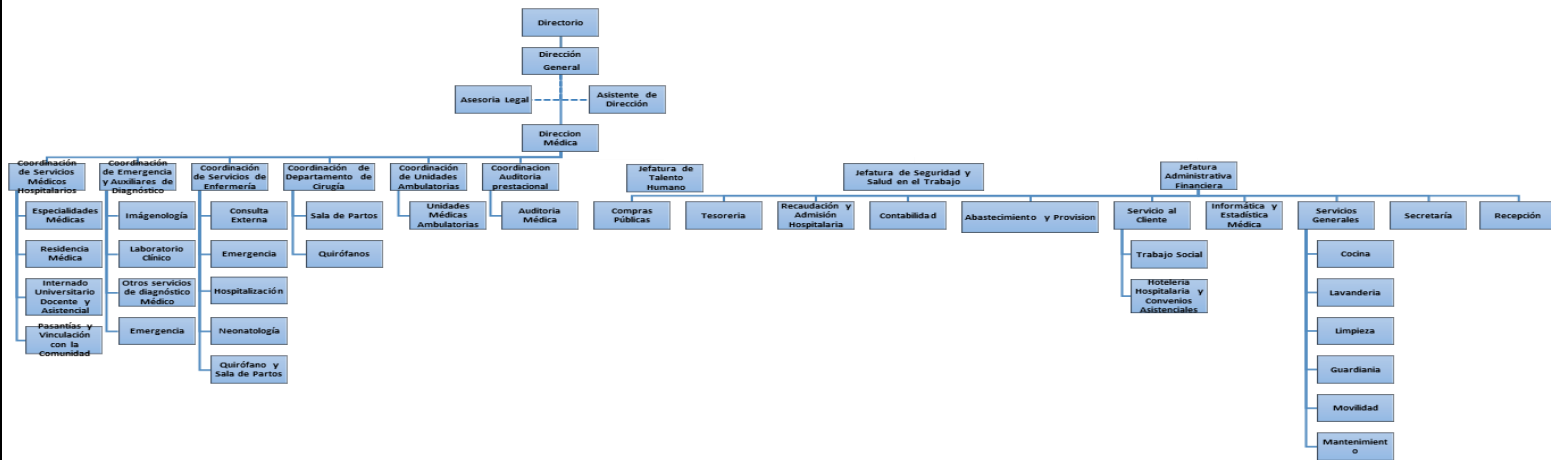 Directorio
Dirección
General
Asesoria Legal
Asistente de
Dirección
Direccion
Médica
Coordinación
de Servicios
Médicos
Hospitalarios
Coordinación
de Emergencia
y Auxiliares de
Diagnóstico
Coordinación
de Servicios de
Enfermería
Coordinación de
Departamento de
Cirugía
Coordinación
de Unidades
Ambulatorias
Coordinacion
Auditoria
prestacional
Jefatura de
Talento
Humano
Jefatura de Seguridad y
Salud en el Trabajo
Jefatura
Administrativa
Financiera
Especialidades
Médicas
Residencia
Médica
Internado
Universitario
Docente y
Asistencial
Pasantías y
Vinculación
con la
Comunidad
Imágenología
Laboratorio
Clínico
Otros servicios
de diagnóstico
Médico
Emergencia
Consulta
Externa
Emergencia
Hospitalización
Neonatología
Quirófano y
Sala de Partos
Sala de Partos
Quirófanos
Unidades
Médicas
Ambulatorias
Auditoria
Médica
Compras
Públicas
Tesoreria
Recaudación y
Admisión
Hospitalaria
Contabilidad
Abastecimiento y Provision
Servicio al
Cliente
Trabajo Social
Hoteleria
Hospitalaria y
Convenios
Asistenciales
Informática y
Estadística
Médica
Servicios
Generales
Cocina
Lavanderia
Limpieza
Guardiania
Movilidad
Mantenimient
o
Secretaría
Recepción